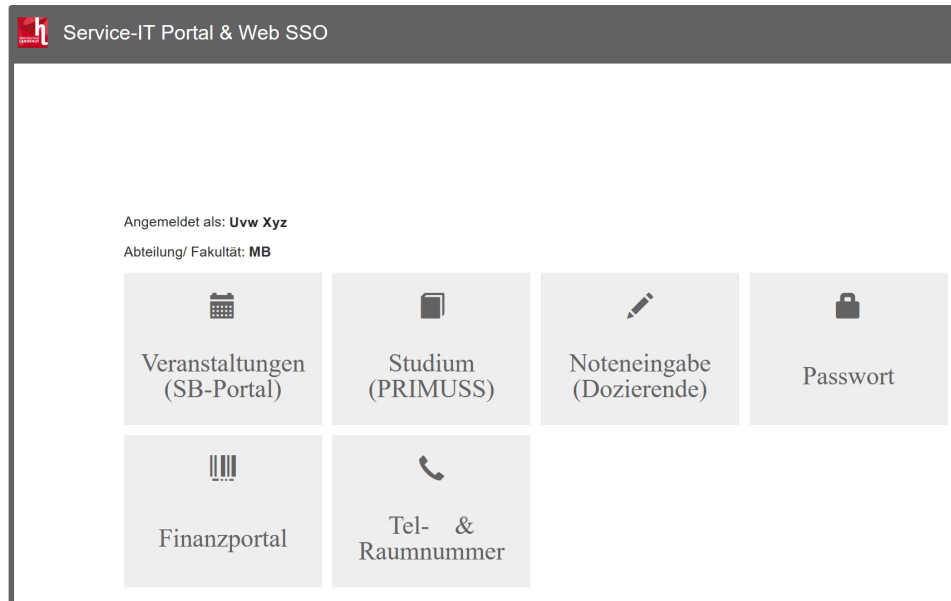 Service-IT Portal & Web SSO
Angemeldet als: Uvw Xyz
Abteilung/ Fakultät: MB
Veranstaltungen
(SB-Portal)
Studium
(PRIMUSS)
Noteneingabe
(Dozierende)
Passwort
Finanzportal
Tel- &
Raumnummer